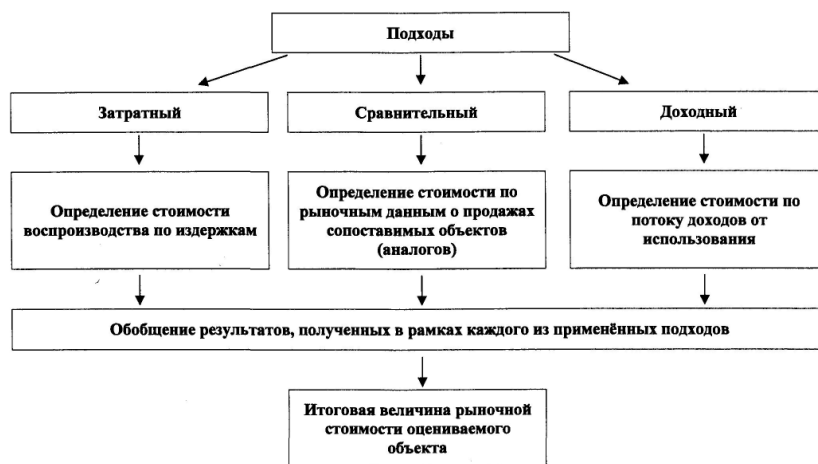 Подходы
Затратный
Сравнительный
Доходный
Определение стоимости
воспроизводства по издержкам
Определение стоимости по
рыночным данным о продажах
сопоставимых объектов
(аналогов)
Определение стоимости по
потоку доходов от
использования
Обобщение результатов, полученных в рамках каждого из применённых подходов
Итоговая величина рыночной
стоимости оцениваемого
объекта